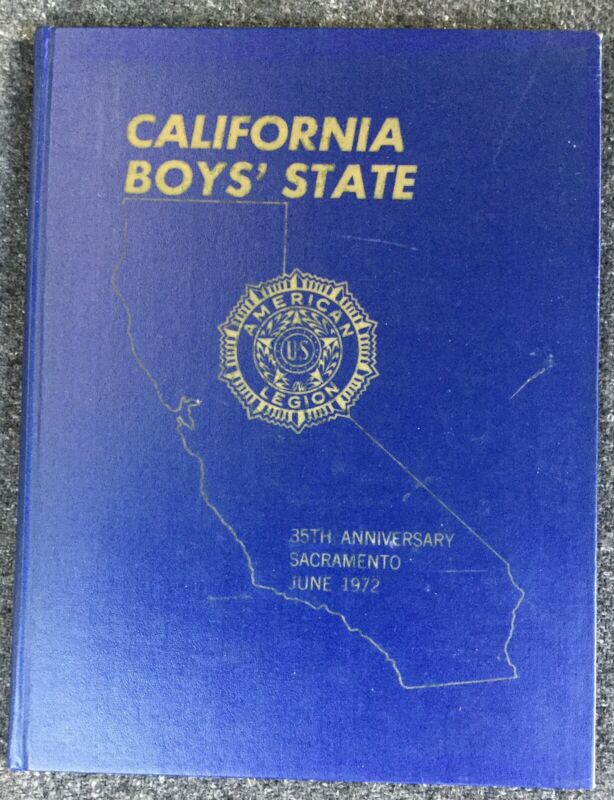 CALIFORNIA
BOYS' STATE
AMERICAN
US
LEGION
35TH ANNIVERSARY
SACRAMENTO
JUNE 1972